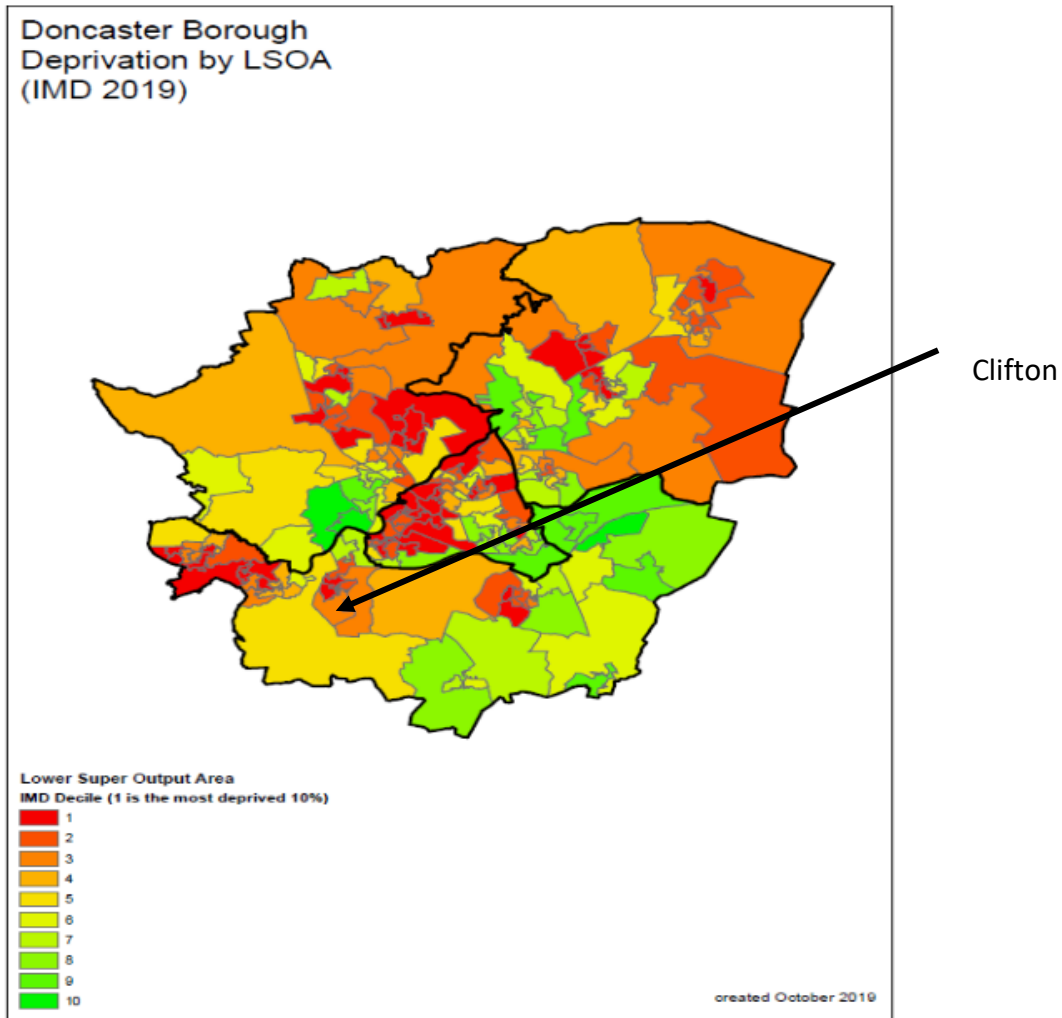 Doncaster Borough
Deprivation by LSOA
(IMD 2019)
Clifton
Lower Super Output Area
IMD Decile (1 is the most deprived 10%)
1
2
3
4
5
6
7
8
9
10
created October 2019